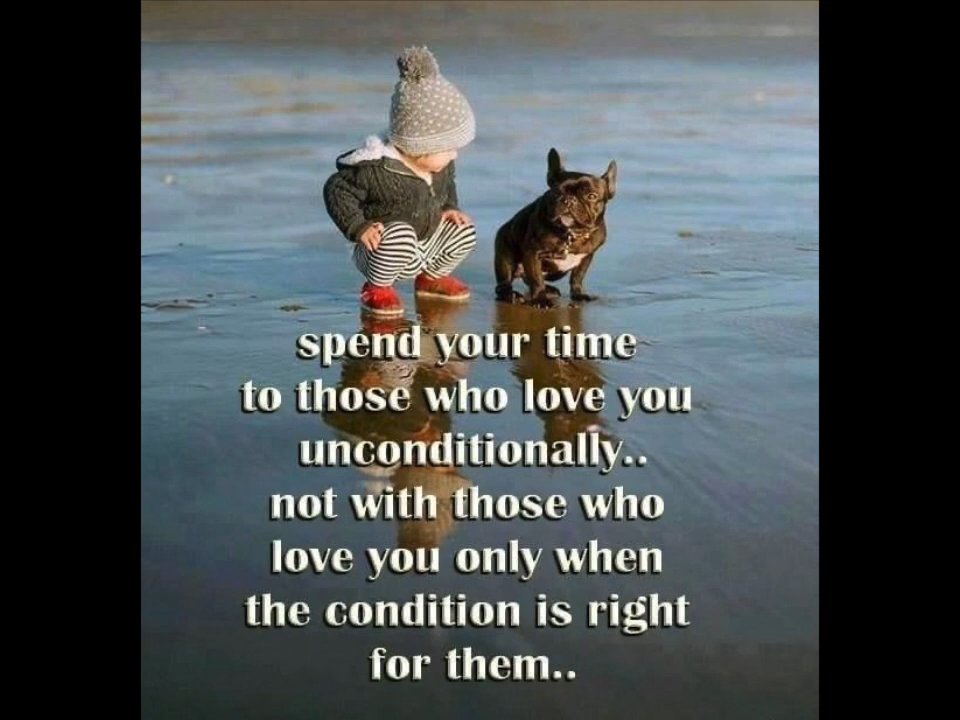 spend your time
to those who love you
unconditionally..
not with those who
love you only when
the condition is right
for them..